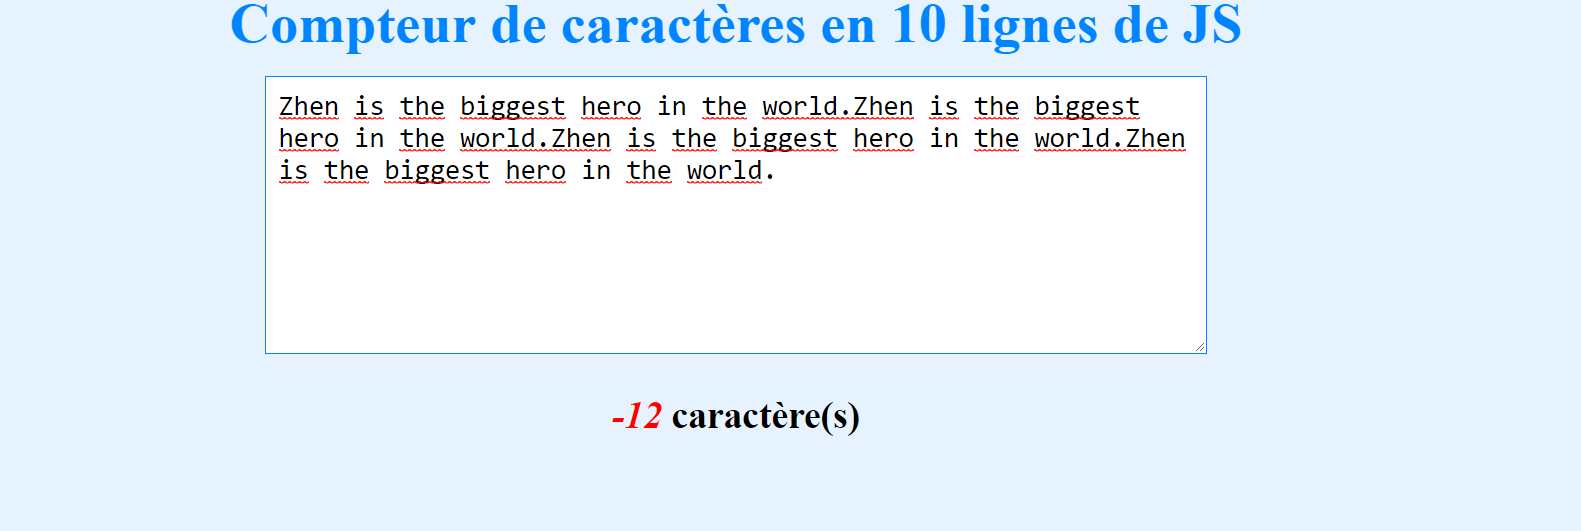 Compteur de caractères en 10 lignes de JS
Zhen is the biggest hero in the world.Zhen is the biggest
hero in the world.Zhen is the biggest hero in the world.Zhen
is the biggest hero in the world.
-12 caractère(s)